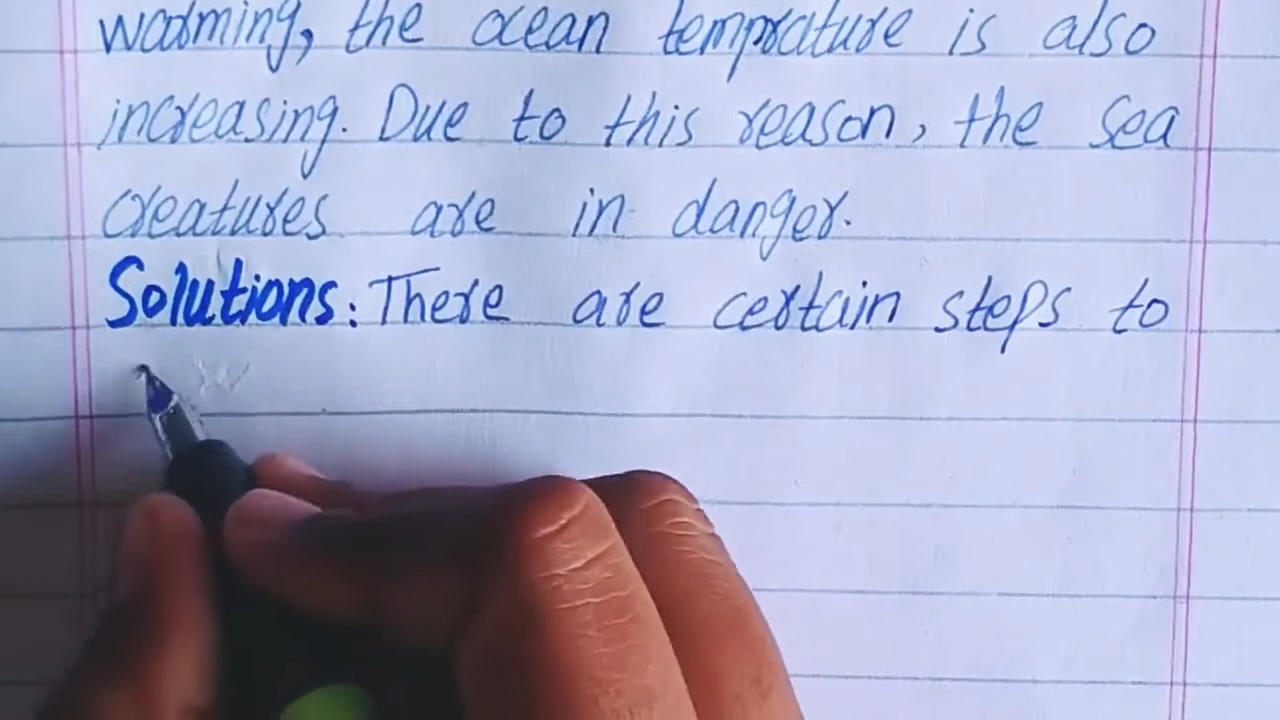 warming, the ocean temprature is also
increasing. Due to this reason, the sea
creatures are in danger.
Solutions: There are certain steps to